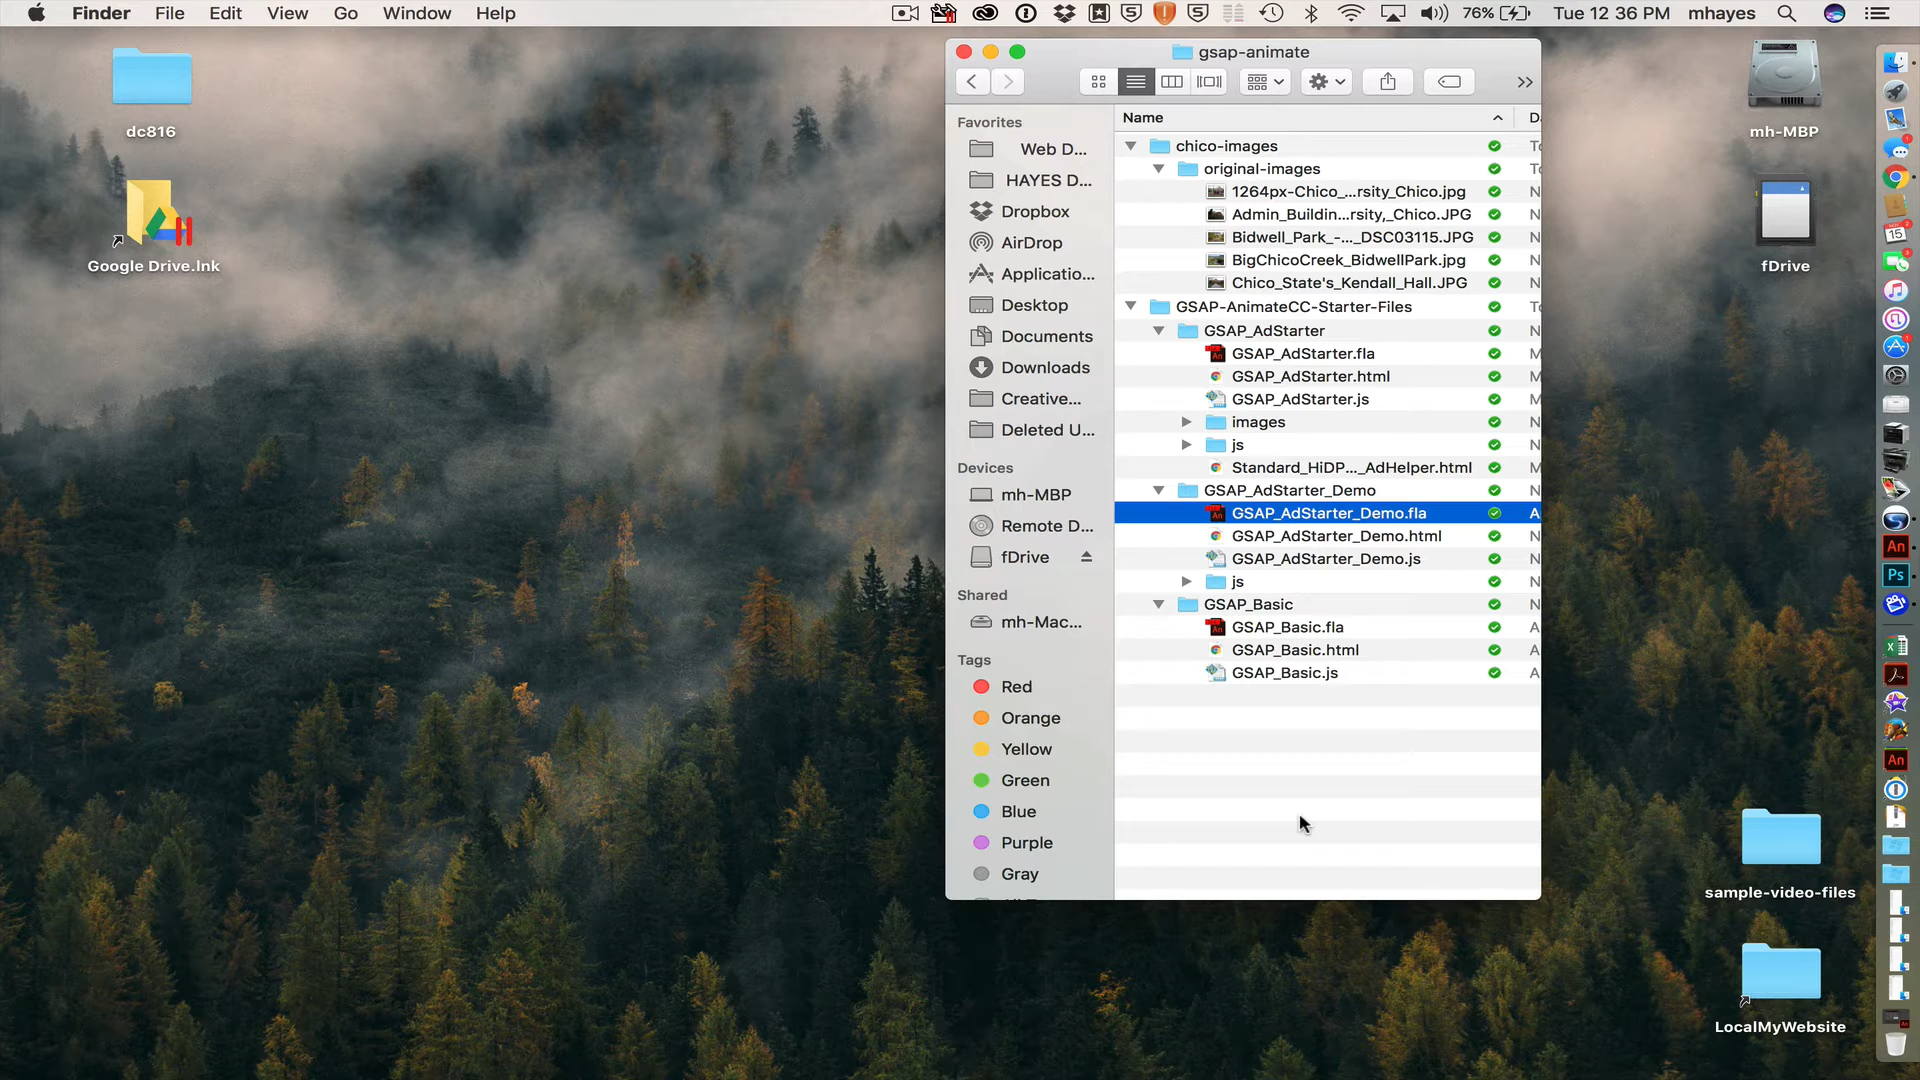 Finder File Edit View Go Window Help
76% Tue 12 36 PM mhayes
gsap-animate
dc816
Google Drive.lnk
mh-MBP
fDrive
sample-video-files
LocalMyWebsite
Favorites
Web D...
HAYES D...
Dropbox
AirDrop
Applicatio...
Desktop
Documents
Downloads
Creative...
Deleted U...
Devices
mh-MBP
Remote D...
fDrive
Shared
mh-Mac...
Tags
Red
Orange
Yellow
Green
Blue
Purple
Gray
Name
chico-images
original-images
1264px-Chico_...rsity_Chico.jpg
Admin_Buildin...rsity,_Chico.JPG
Bidwell_Park_-..._DSC03115.JPG
BigChicoCreek_BidwellPark.jpg
Chico_State's_Kendall_Hall.JPG
GSAP-AnimateCC-Starter-Files
GSAP_AdStarter
GSAP_AdStarter.fla
GSAP_AdStarter.html
GSAP_AdStarter.js
images
js
Standard_HiDP..._AdHelper.html
GSAP_AdStarter_Demo
GSAP_AdStarter_Demo.fla
GSAP_AdStarter_Demo.html
GSAP_AdStarter_Demo.js
js
GSAP_Basic
GSAP_Basic.fla
GSAP_Basic.html
GSAP_Basic.js
15
An
Ps
An